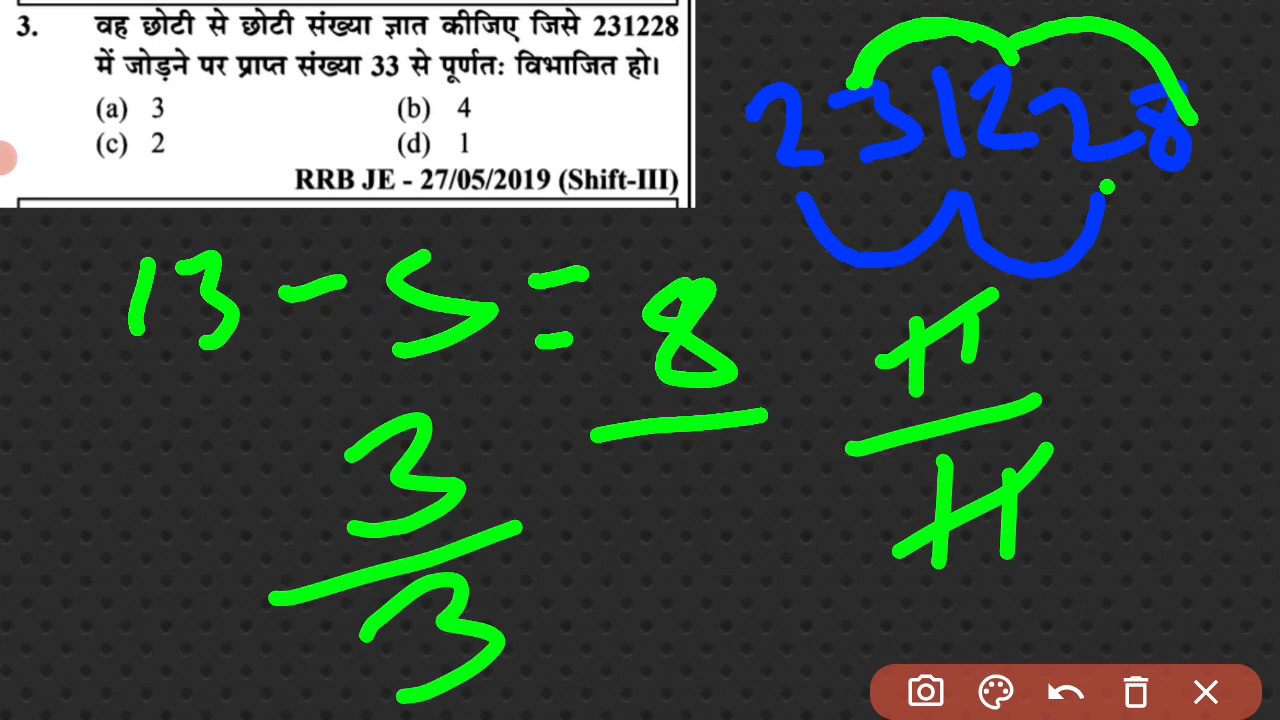 3. वह छोटी से छोटी संख्या ज्ञात कीजिए जिसे 231228
में जोड़ने पर प्राप्त संख्या 33 से पूर्णतः विभाजित हो।
(a) 3 (b) 4
(c) 2 (d) 1
RRB JE - 27/05/2019 (Shift-III)
231228
13 - 5 = 8
11
11
3
3